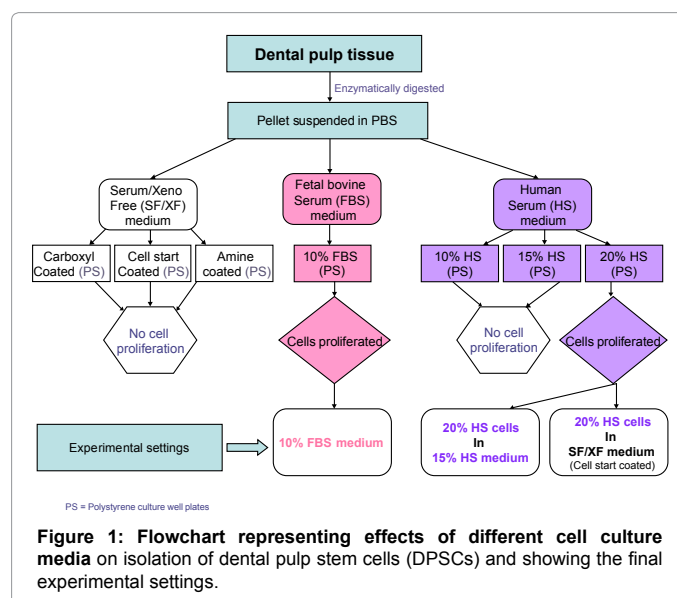 Dental pulp tissue
Enzymatically digested
Pellet suspended in PBS
Serum/Xeno
Free (SF/XF)
medium
Fetal bovine
Serum (FBS)
medium
Human
Serum (HS)
medium
Carboxyl
Coated (PS)
Cell start
Coated (PS)
Amine
coated (PS)
10% FBS
(PS)
10% HS
(PS)
15% HS
(PS)
20% HS
(PS)
No cell
proliferation
Cells proliferated
No cell
proliferation
Cells proliferated
Experimental settings
10% FBS medium
20% HS cells
In
15% HS medium
20% HS cells
In
SF/XF medium
(Cell start coated)
PS = Polystyrene culture well plates
Figure 1: Flowchart representing effects of different cell culture
media on isolation of dental pulp stem cells (DPSCs) and showing the final
experimental settings.